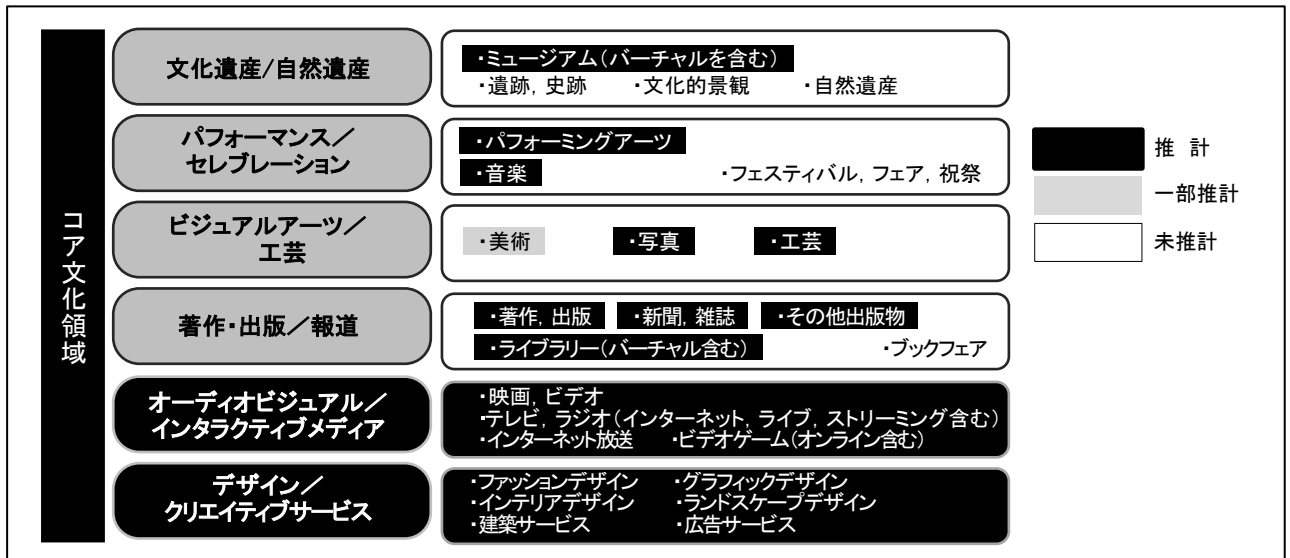 コア文化領域
文化遺産/自然遺産
・ミュージアム(バーチャルを含む)
・遺跡, 史跡 ・文化的景観 ・自然遺産
パフォーマンス／
セレブレーション
・パフォーミングアーツ
・音楽 ・フェスティバル, フェア, 祝祭
ビジュアルアーツ／
工芸
・美術 ・写真 ・工芸
著作・出版／報道
・著作, 出版 ・新聞, 雑誌 ・その他出版物
・ライブラリー(バーチャル含む) ・ブックフェア
オーディオビジュアル／
インタラクティブメディア
・映画, ビデオ
・テレビ, ラジオ(インターネット, ライブ, ストリーミング含む)
・インターネット放送 ・ビデオゲーム(オンライン含む)
デザイン／
クリエイティブサービス
・ファッションデザイン ・グラフィックデザイン
・インテリアデザイン ・ランドスケープデザイン
・建築サービス ・広告サービス
推 計
一部推計
未推計